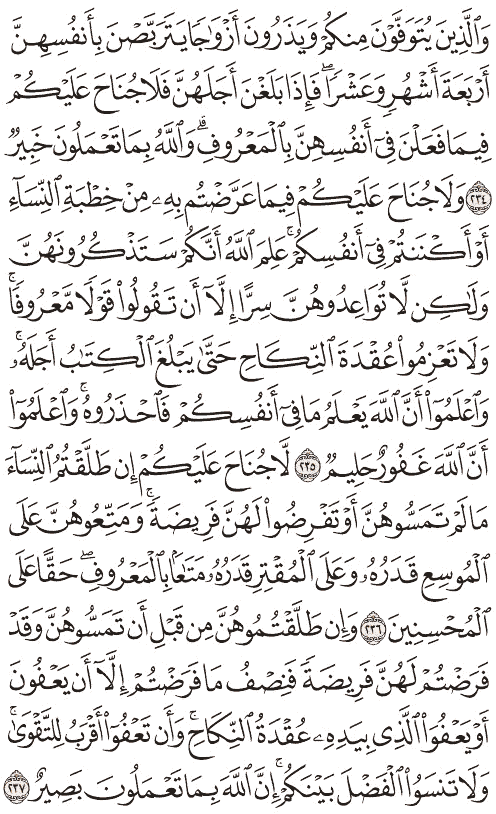 وَٱلَّذِينَ يُتَوَفَّوْنَ مِنكُمْ وَيَذَرُونَ أَزْوَٰجًا يَتَرَبَّصْنَ بِأَنفُسِهِنَّ
أَرْبَعَةَ أَشْهُرٍ وَعَشْرًا ۖ فَإِذَا بَلَغْنَ أَجَلَهُنَّ فَلَا جُنَاحَ عَلَيْكُمْ
فِيمَا فَعَلْنَ فِىٓ أَنفُسِهِنَّ بِٱلْمَعْرُوفِ ۗ وَٱللَّهُ بِمَا تَعْمَلُونَ خَبِيرٌ
٢٣٤ وَلَا جُنَاحَ عَلَيْكُمْ فِيمَا عَرَّضْتُم بِهِۦ مِنْ خِطْبَةِ ٱلنِّسَآءِ
أَوْ أَكْنَنتُمْ فِىٓ أَنفُسِكُمْ ۚ عَلِمَ ٱللَّهُ أَنَّكُمْ سَتَذْكُرُونَهُنَّ
وَلَٰكِن لَّا تُوَاعِدُوهُنَّ سِرًّا إِلَّآ أَن تَقُولُوا۟ قَوْلًا مَّعْرُوفًا ۚ
وَلَا تَعْزِمُوا۟ عُقْدَةَ ٱلنِّكَاحِ حَتَّىٰ يَبْلُغَ ٱلْكِتَٰبُ أَجَلَهُۥ ۚ
وَٱعْلَمُوٓا۟ أَنَّ ٱللَّهَ يَعْلَمُ مَا فِىٓ أَنفُسِكُمْ فَٱحْذَرُوهُ ۚ وَٱعْلَمُوٓا۟
أَنَّ ٱللَّهَ غَفُورٌ حَلِيمٌ ٢٣٥ لَّا جُنَاحَ عَلَيْكُمْ إِن طَلَّقْتُمُ ٱلنِّسَآءَ
مَا لَمْ تَمَسُّوهُنَّ أَوْ تَفْرِضُوا۟ لَهُنَّ فَرِيضَةً ۚ وَمَتِّعُوهُنَّ عَلَى
ٱلْمُوسِعِ قَدَرُهُۥ وَعَلَى ٱلْمُقْتِرِ قَدَرُهُۥ مَتَٰعًۢا بِٱلْمَعْرُوفِ ۖ حَقًّا عَلَى
ٱلْمُحْسِنِينَ ٢٣٦ وَإِن طَلَّقْتُمُوهُنَّ مِن قَبْلِ أَن تَمَسُّوهُنَّ وَقَدْ
فَرَضْتُمْ لَهُنَّ فَرِيضَةً فَنِصْفُ مَا فَرَضْتُمْ إِلَّآ أَن يَعْفُونَ
أَوْ يَعْفُوَا۟ ٱلَّذِى بِيَدِهِۦ عُقْدَةُ ٱلنِّكَاحِ ۚ وَأَن تَعْفُوٓا۟ أَقْرَبُ لِلتَّقْوَىٰ ۚ
وَلَا تَنسَوُا۟ ٱلْفَضْلَ بَيْنَكُمْ ۚ إِنَّ ٱللَّهَ بِمَا تَعْمَلُونَ بَصِيرٌ ٢٣٧